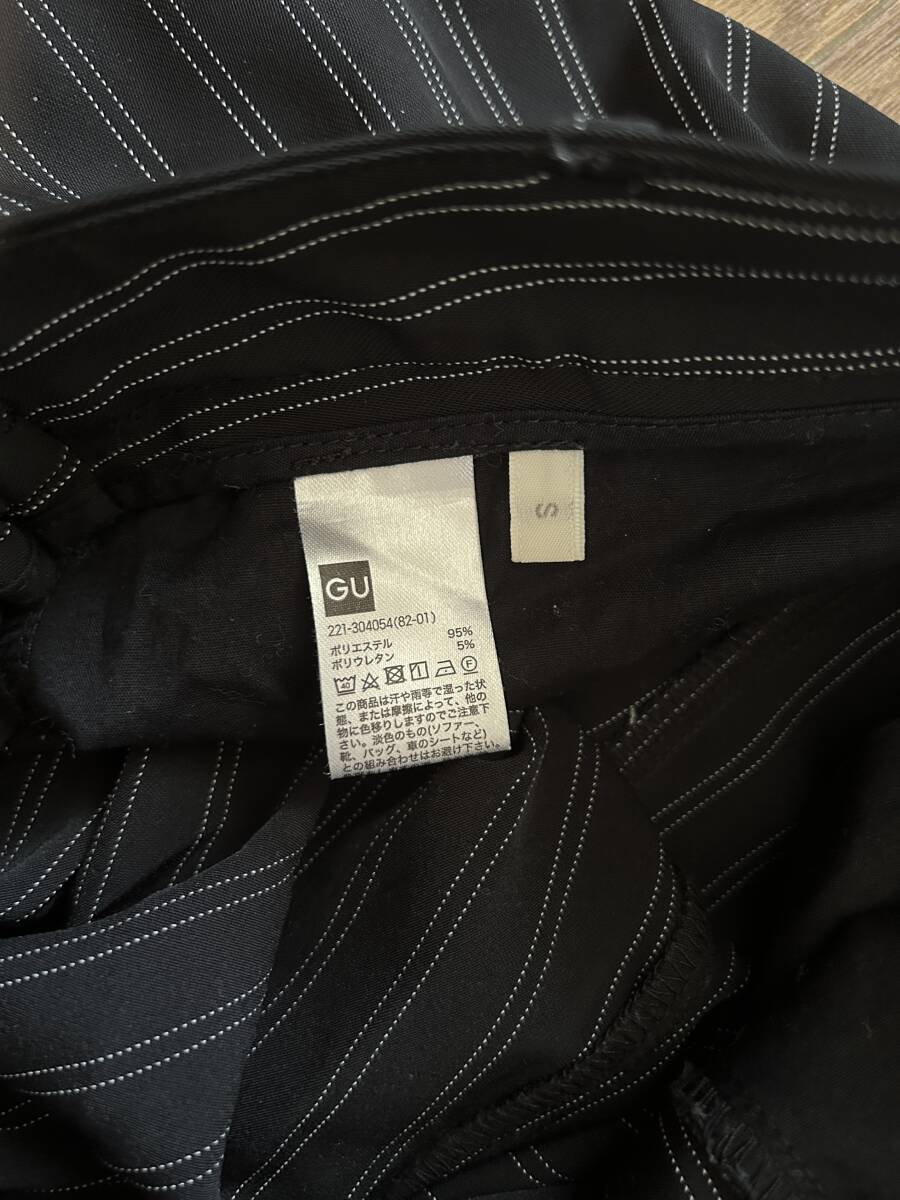 GU
221-304054(82-01)
ポリエステル 95%
ポリウレタン 5%
40 F
この商品は汗や雨等で湿った状
態、または摩擦によって、他の
物に色移りしますのでご注意下
さい。淡色のもの(ソファー、
靴、バッグ、車のシートなど)
との組み合わせはお避け下さい。
S